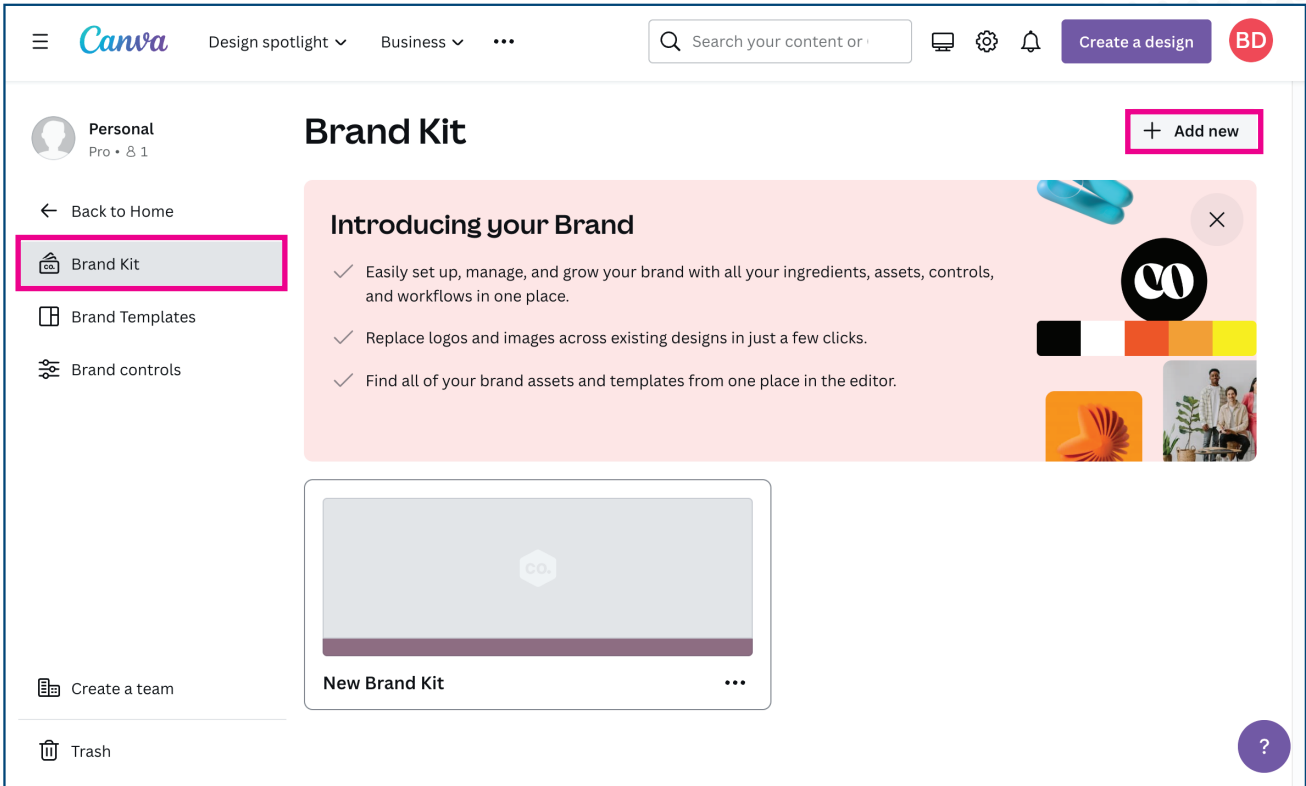 Canva
Design spotlight
Business
•••
Search your content or
Create a design
BD
Personal
Pro • 1
Back to Home
CO.
Brand Kit
Brand Templates
Brand controls
Create a team
Trash
Brand Kit
+ Add new
Introducing your Brand
Easily set up, manage, and grow your brand with all your ingredients, assets, controls,
and workflows in one place.
Replace logos and images across existing designs in just a few clicks.
Find all of your brand assets and templates from one place in the editor.
CO
CO.
New Brand Kit
•••
?